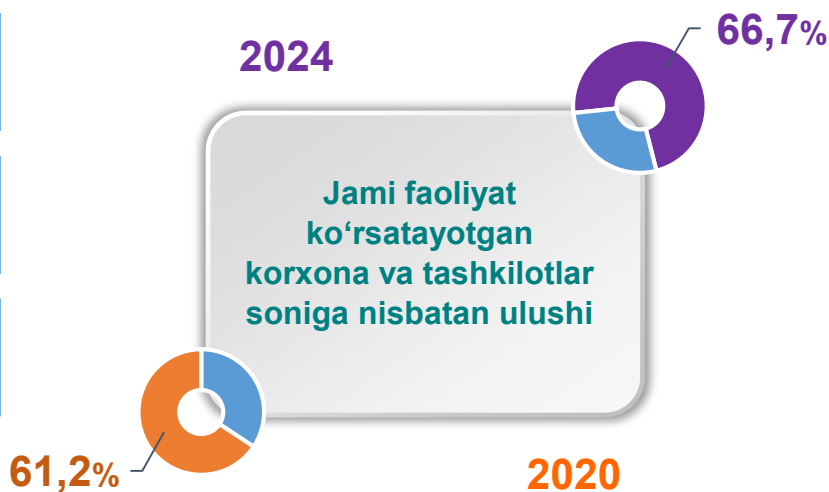 66,7%
2024
Jami faoliyat
ko‘rsatayotgan
korxona va tashkilotlar
soniga nisbatan ulushi
61,2%
2020